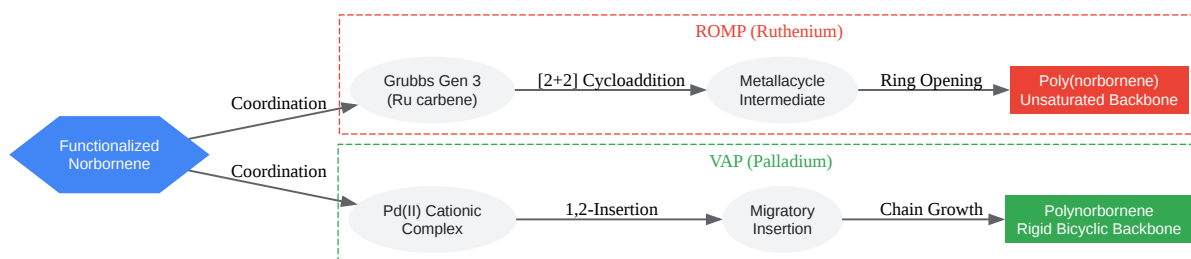 ROMP (Ruthenium)
Grubbs Gen 3
(Ru carbene)
[2+2] Cycloaddition
Metallacycle
Intermediate
Ring Opening
Poly(norbornene)
Unsaturated Backbone
Coordination
Functionalized
Norbornene
Coordination
VAP (Palladium)
Pd(II) Cationic
Complex
1,2-Insertion
Migratory
Insertion
Chain Growth
Polynorbornene
Rigid Bicyclic Backbone